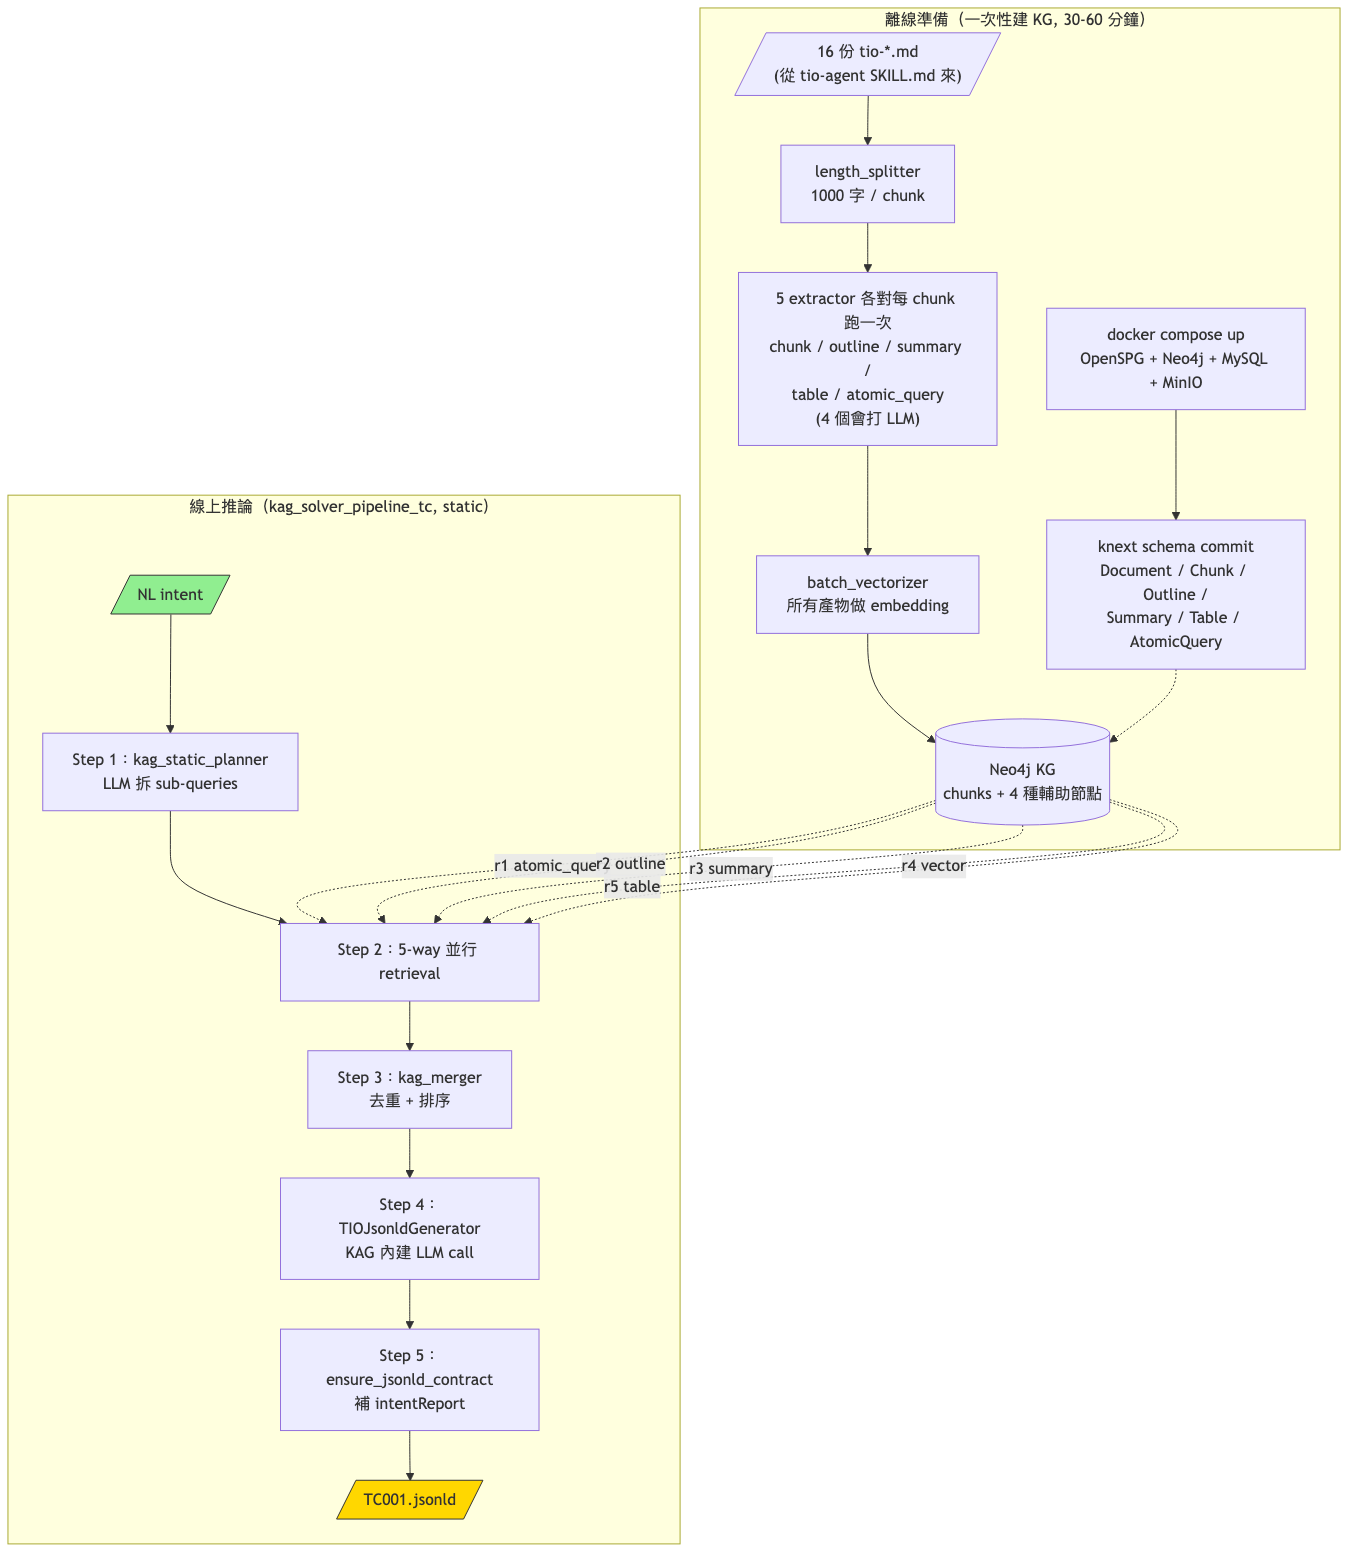 離線準備（一次性建 KG, 30-60 分鐘）
16 份 tio-*.md
(從 tio-agent SKILL.md 來)
length_splitter
1000 字 / chunk
5 extractor 各對每 chunk
跑一次
chunk / outline / summary
/
table / atomic_query
(4 個會打 LLM)
docker compose up
OpenSPG + Neo4j + MySQL
+ MinIO
batch_vectorizer
所有產物做 embedding
knext schema commit
Document / Chunk /
Outline /
Summary / Table /
AtomicQuery
Neo4j KG
chunks + 4 種輔助節點
線上推論（kag_solver_pipeline_tc, static）
NL intent
Step 1：kag_static_planner
LLM 拆 sub-queries
r1 atomic_query
r2 outline
r3 summary
r4 vector
r5 table
Step 2：5-way 並行
retrieval
Step 3：kag_merger
去重 + 排序
Step 4：
TIOJsonldGenerator
KAG 內建 LLM call
Step 5：
ensure_jsonld_contract
補 intentReport
TC001.jsonld